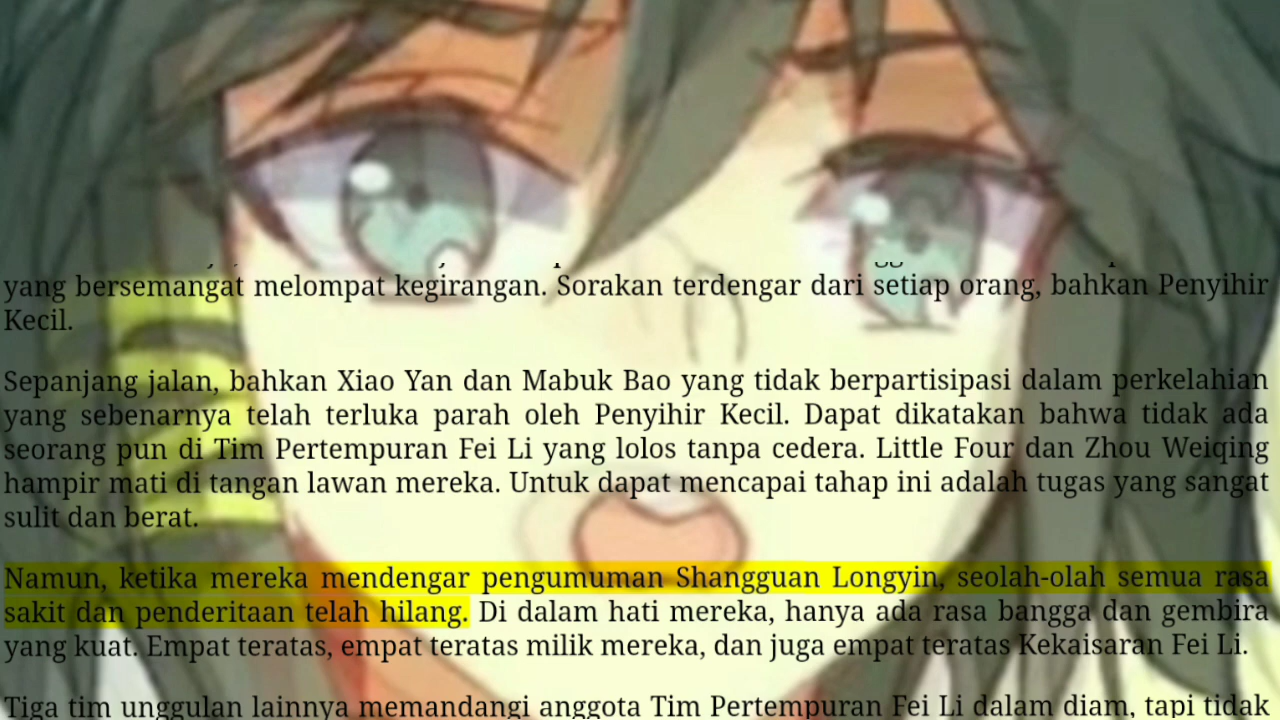 yang bersemangat melompat kegirangan. Sorakan terdengar dari setiap orang, bahkan Penyihir
Kecil.
Sepanjang jalan, bahkan Xiao Yan dan Mabuk Bao yang tidak berpartisipasi dalam perkelahian
yang sebenarnya telah terluka parah oleh Penyihir Kecil. Dapat dikatakan bahwa tidak ada
seorang pun di Tim Pertempuran Fei Li yang lolos tanpa cedera. Little Four dan Zhou Weiqing
hampir mati di tangan lawan mereka. Untuk dapat mencapai tahap ini adalah tugas yang sangat
sulit dan berat.
Namun, ketika mereka mendengar pengumuman Shangguan Longyin, seolah-olah semua rasa
sakit dan penderitaan telah hilang. Di dalam hati mereka, hanya ada rasa bangga dan gembira
yang kuat. Empat teratas, empat teratas milik mereka, dan juga empat teratas Kekaisaran Fei Li.
Tiga tim unggulan lainnya memandangi anggota Tim Pertempuran Fei Li dalam diam, tapi tidak